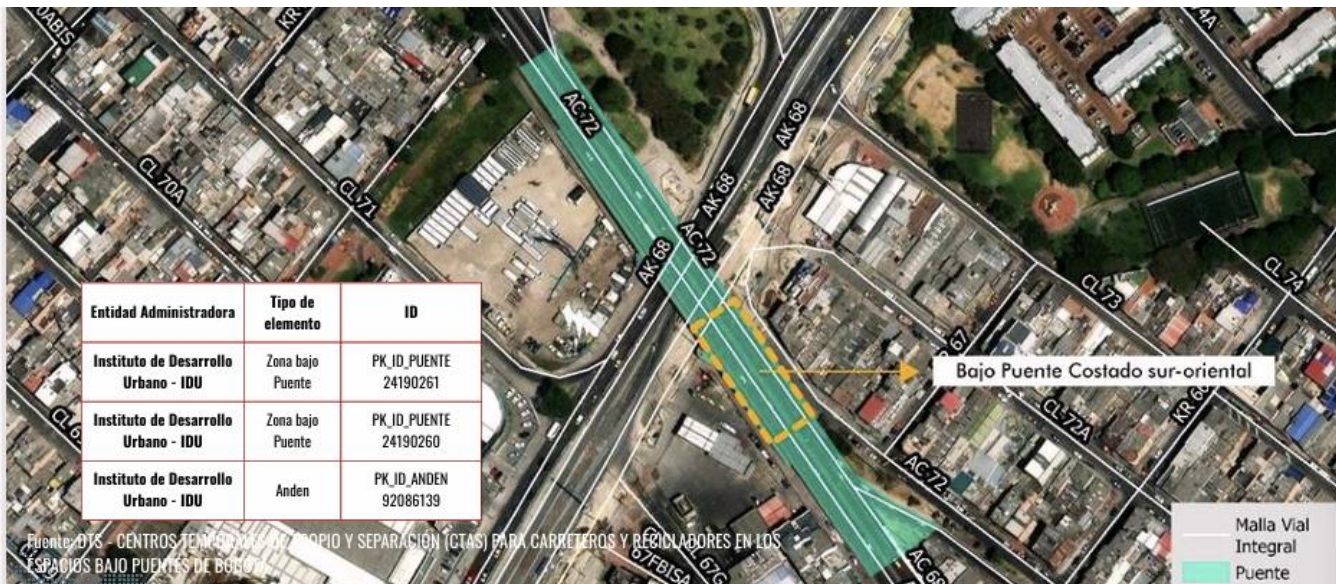 0ABIS
KR
CL 70A
CL 71
AC 72
AK 68
AK 68
AK 68
AK 68
AC 72
4A
CL 74
CL 73
67
KR 68
CL 72A
AC 72
Entidad Administradora
Tipo de elemento
ID
Instituto de Desarrollo Urbano - IDU
Zona bajo Puente
PK_ID_PUENTE 24190261
Instituto de Desarrollo Urbano - IDU
Zona bajo Puente
PK_ID_PUENTE 24190260
Instituto de Desarrollo Urbano - IDU
Anden
PK_ID_ANDEN 92086139
Bajo Puente Costado sur-oriental
67FBISA
67G
Fuente: DTS - CENTROS TEMPORALES DE ACOPIO Y SEPARACIÓN (CTAS) PARA CARRETEROS Y RECICLADORES EN LOS
ESPACIOS BAJO PUENTES DE BOGOTÁ
Malla Vial
Integral
Puente